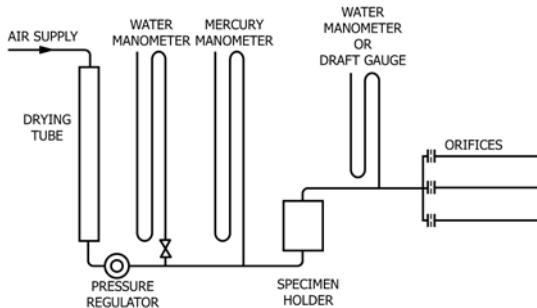 AIR SUPPLY
WATER
MANOMETER
MERCURY
MANOMETER
WATER
MANOMETER
OR
DRAFT GAUGE
DRYING
TUBE
ORIFICES
PRESSURE
REGULATOR
SPECIMEN
HOLDER